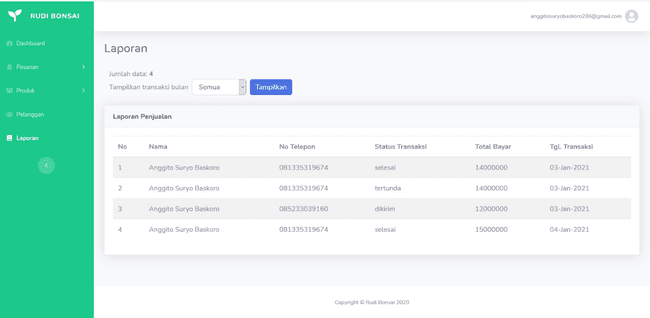 RUDI BONSAI
anggitosuryobaskoro286@gmail.com
Dashboard
Pesanan
Produk
Pelanggan
Laporan
Laporan
Jumlah data: 4
Tampilkan transaksi bulan Semua Tampilkan
Laporan Penjualan
No Nama No Telepon Status Transaksi Total Bayar Tgl. Transaksi
1 Anggito Suryo Baskoro 081335319674 selesai 14000000 03-Jan-2021
2 Anggito Suryo Baskoro 081335319674 tertunda 14000000 03-Jan-2021
3 Anggito Suryo Baskoro 085233039160 dikirim 12000000 03-Jan-2021
4 Anggito Suryo Baskoro 081335319674 selesai 15000000 04-Jan-2021
Copyright © Rudi Bonsai 2020